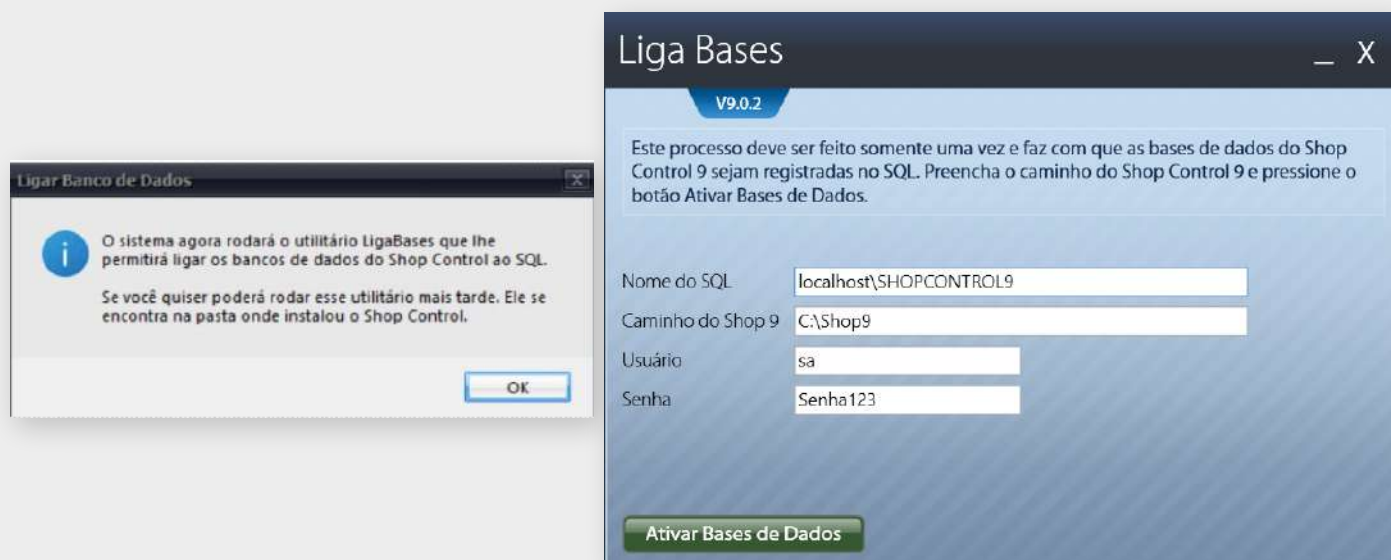 Ligar Banco de Dados
O sistema agora rodará o utilitário LigaBases que lhe
permitirá ligar os bancos de dados do Shop Control ao SQL.
Se você quiser poderá rodar esse utilitário mais tarde. Ele se
encontra na pasta onde instalou o Shop Control.
OK
Liga Bases
V9.0.2
Este processo deve ser feito somente uma vez e faz com que as bases de dados do Shop
Control 9 sejam registradas no SQL. Preencha o caminho do Shop Control 9 e pressione o
botão Ativar Bases de Dados.
Nome do SQL localhost\SHOPCONTROL9
Caminho do Shop 9 C:\Shop9
Usuário sa
Senha Senha123
Ativar Bases de Dados